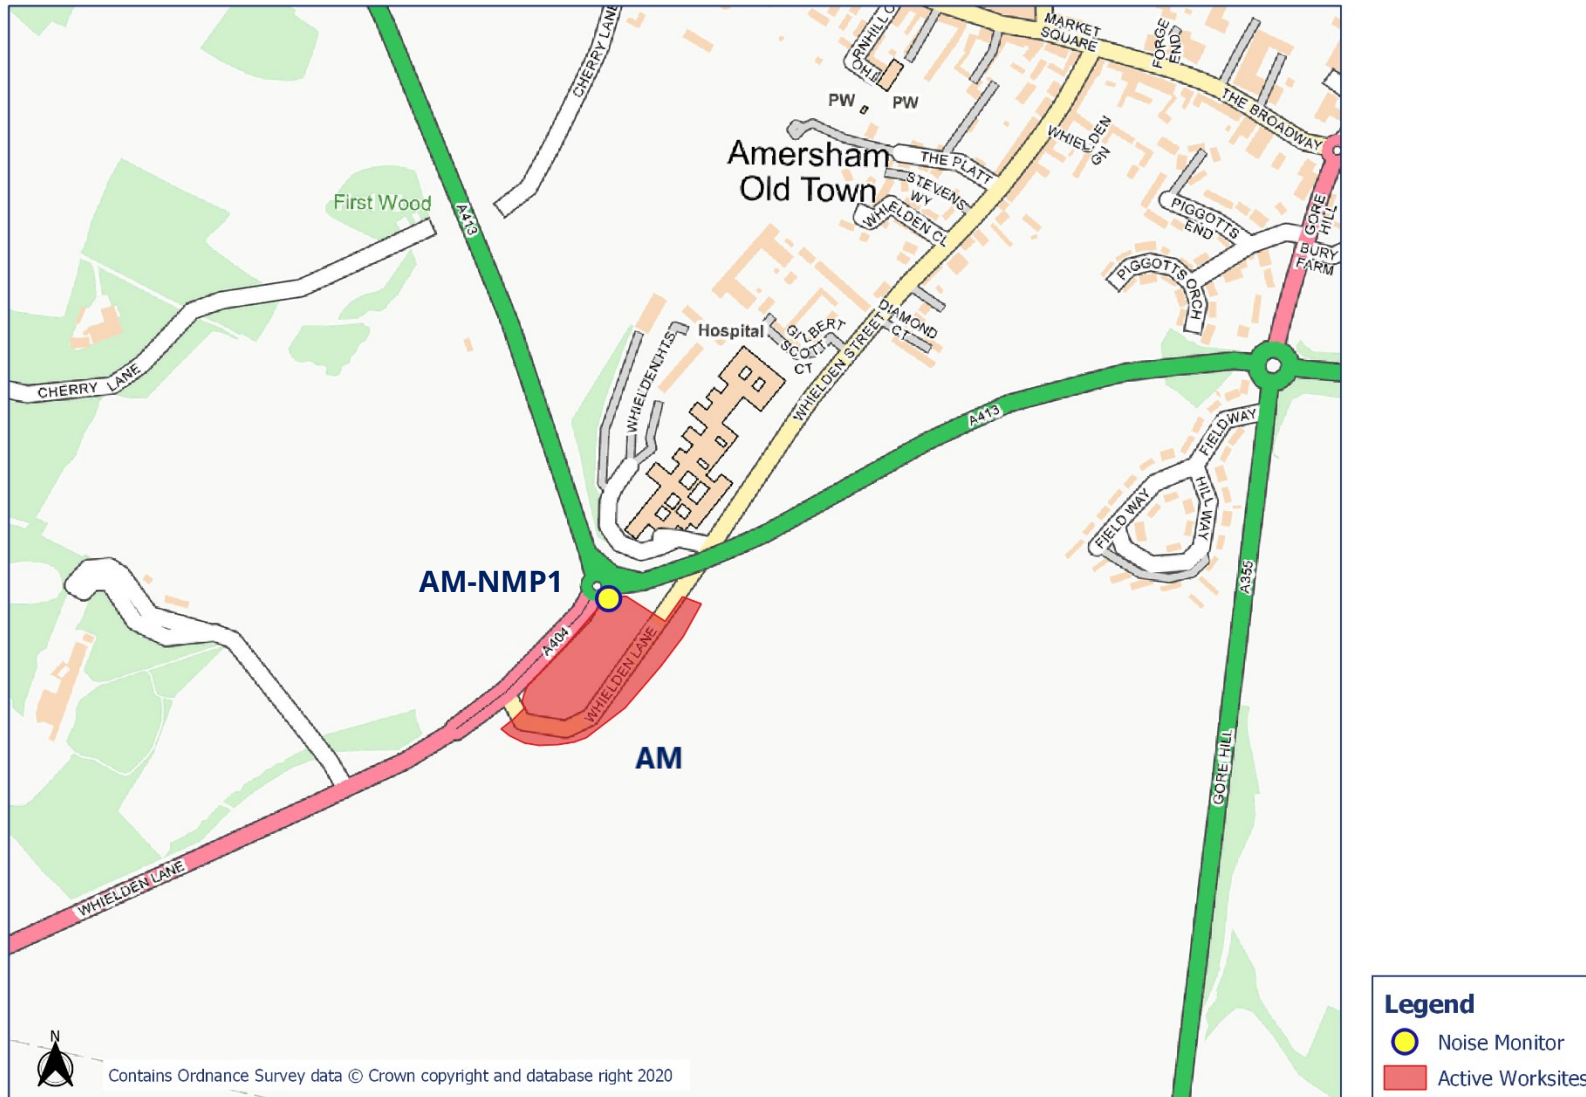 MARKET
SQUARE
FORGE
END
CHERRY LANE
THE BROADWAY
PW
PW
WHIELDEN
GN
Amersham
Old Town
THE PLATT
STEVENS
WY
WHIELDEN CL
First Wood
A413
PIGGOTTS
END
GORE
HILL
BURY
FARM
PIGGOTTS ORCH
Hospital
GILBERT
SCOTT
CT
DIAMOND
CT
WHIELDEN STREET
WHIELDEN HTS
CHERRY LANE
A413
FIELDWAY
HILL WAY
FIELD WAY
A355
AM-NMP1
A404
WHIELDEN LANE
AM
GORE HILL
WHIELDEN LANE
N
Contains Ordnance Survey data © Crown copyright and database right 2020
Legend
Noise Monitor
Active Worksites